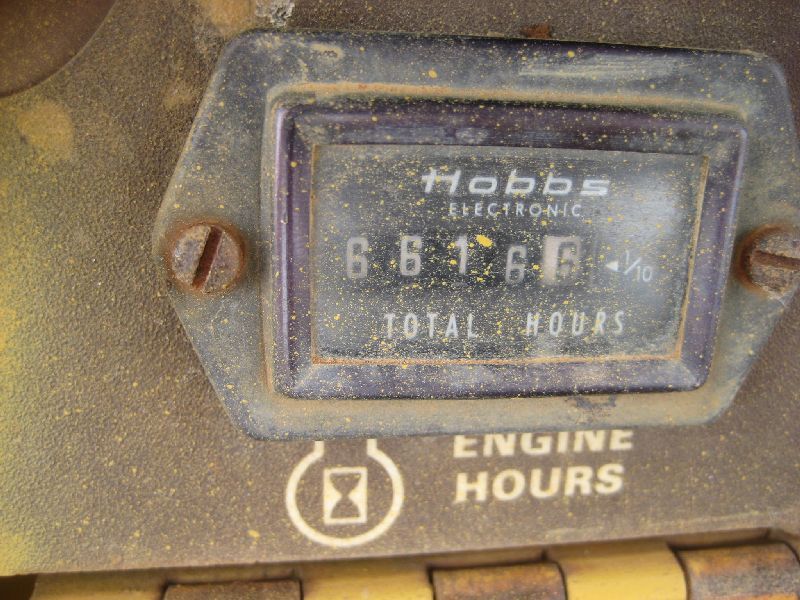 Hobbs
ELECTRONIC
6 6 1 6 6 ◄ 1/10
TOTAL HOURS
ENGINE
HOURS